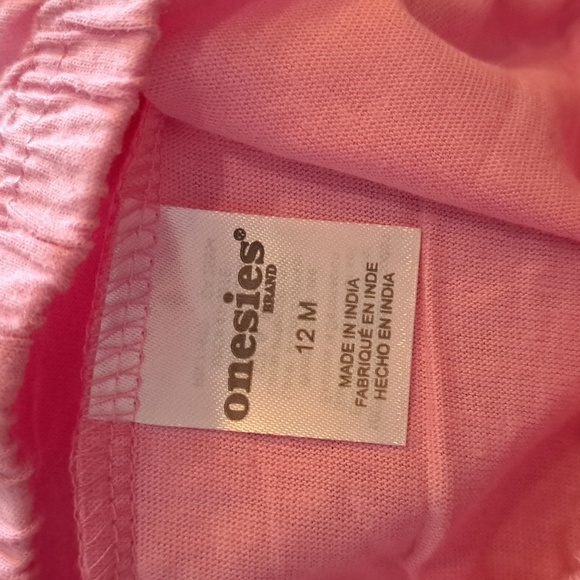 onesies®
BRAND
12 M
MADE IN INDIA
FABRIQUÉ EN INDE
HECHO EN INDIA